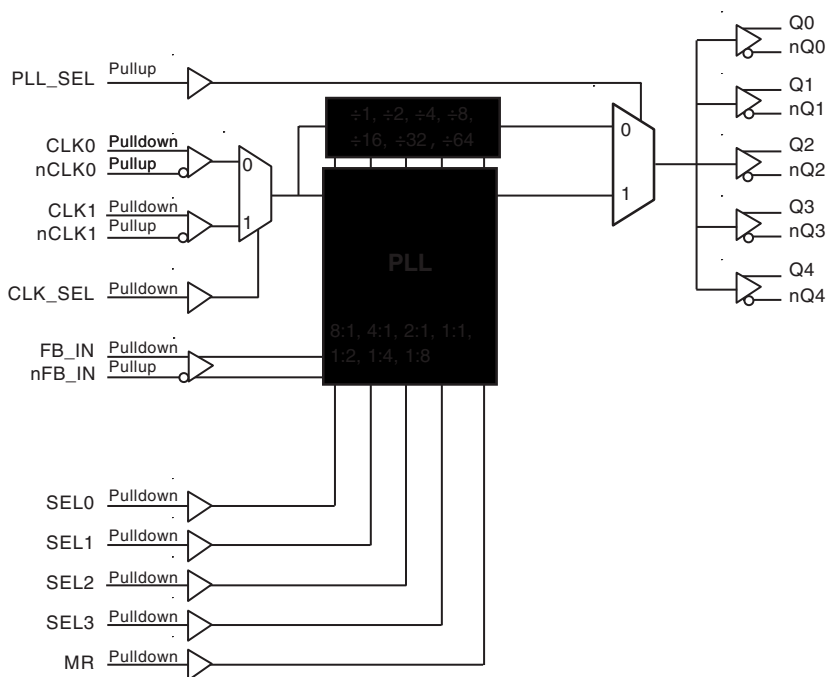 PLL_SEL Pullup
÷1, ÷2, ÷4, ÷8,
÷16, ÷32, ÷64
CLK0 Pulldown
nCLK0 Pullup
0
1
CLK1 Pulldown
nCLK1 Pullup
CLK_SEL Pulldown
PLL
8:1, 4:1, 2:1, 1:1,
1:2, 1:4, 1:8
FB_IN Pulldown
nFB_IN Pullup
0
1
Q0
nQ0
Q1
nQ1
Q2
nQ2
Q3
nQ3
Q4
nQ4
SEL0 Pulldown
SEL1 Pulldown
SEL2 Pulldown
SEL3 Pulldown
MR Pulldown